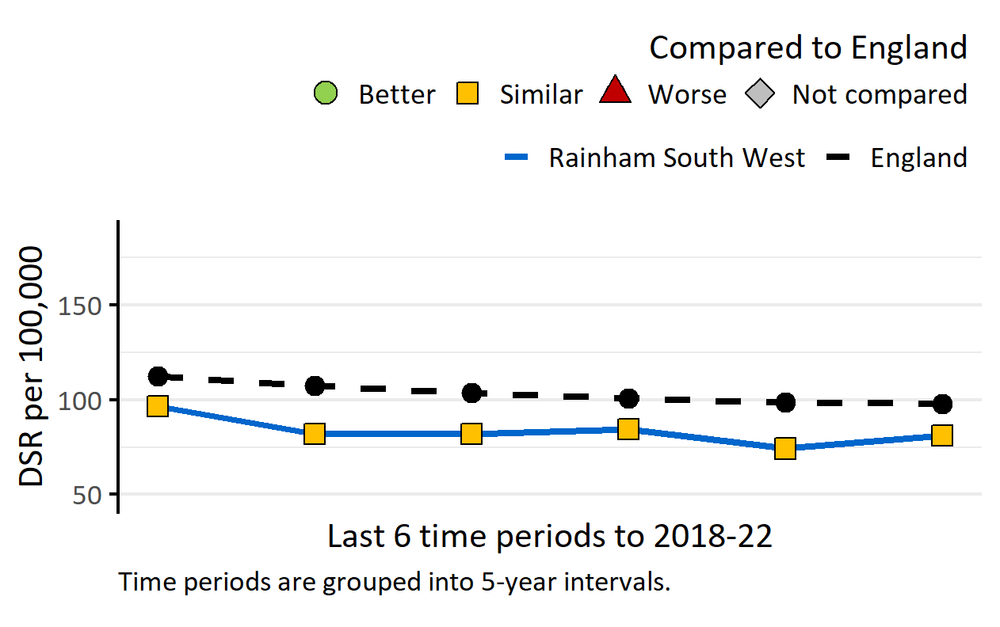 Compared to England
Better Similar Worse Not compared
Rainham South West England
DSR per 100,000
150
100
50
Last 6 time periods to 2018-22
Time periods are grouped into 5-year intervals.